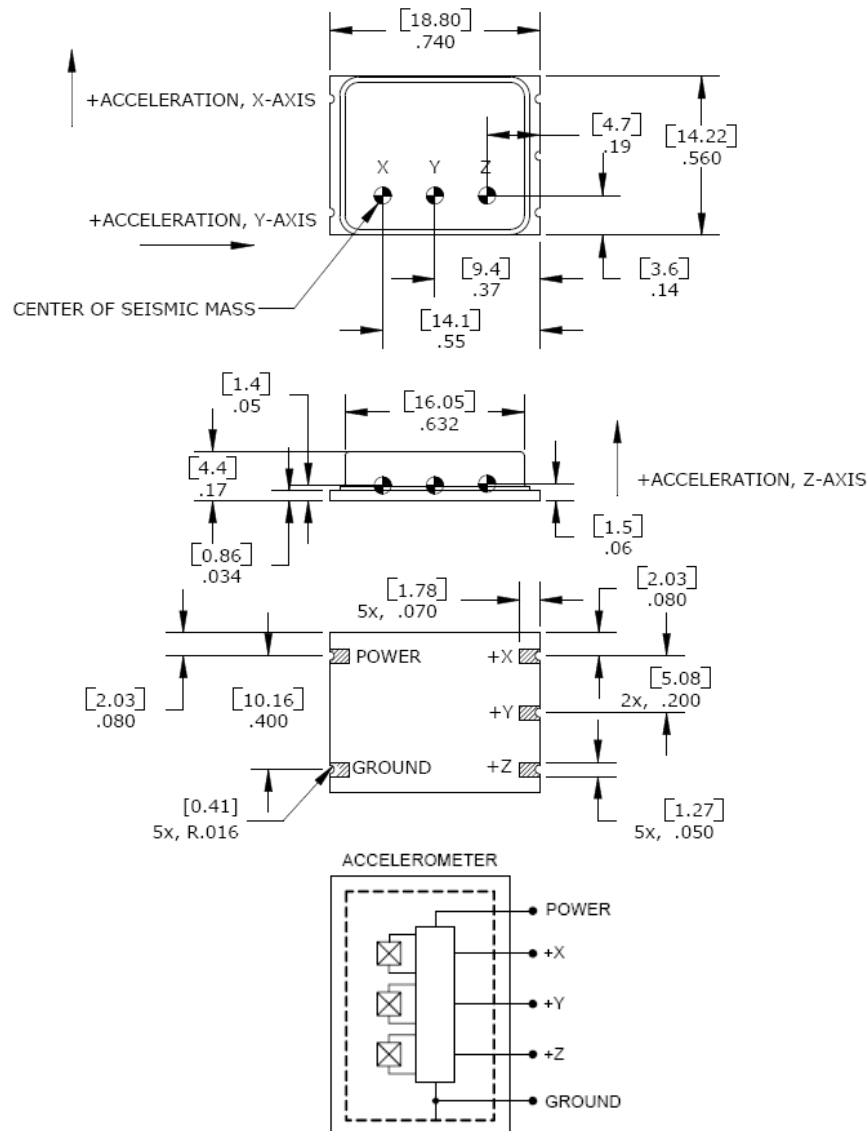 [18.80]
.740
+ACCELERATION, X-AXIS
[4.7]
.19
[14.22]
.560
X Y Z
+ACCELERATION, Y-AXIS
[9.4]
.37
[3.6]
.14
CENTER OF SEISMIC MASS
[14.1]
.55
[1.4]
.05
[16.05]
.632
[4.4]
.17
+ACCELERATION, Z-AXIS
[0.86]
.034
[1.5]
.06
[1.78]
5x, .070
[2.03]
.080
POWER +X
[2.03]
.080
[10.16]
.400
[5.08]
2x, .200
+Y
GROUND +Z
[0.41]
5x, R.016
[1.27]
5x, .050
ACCELEROMETER
POWER
+X
+Y
+Z
GROUND